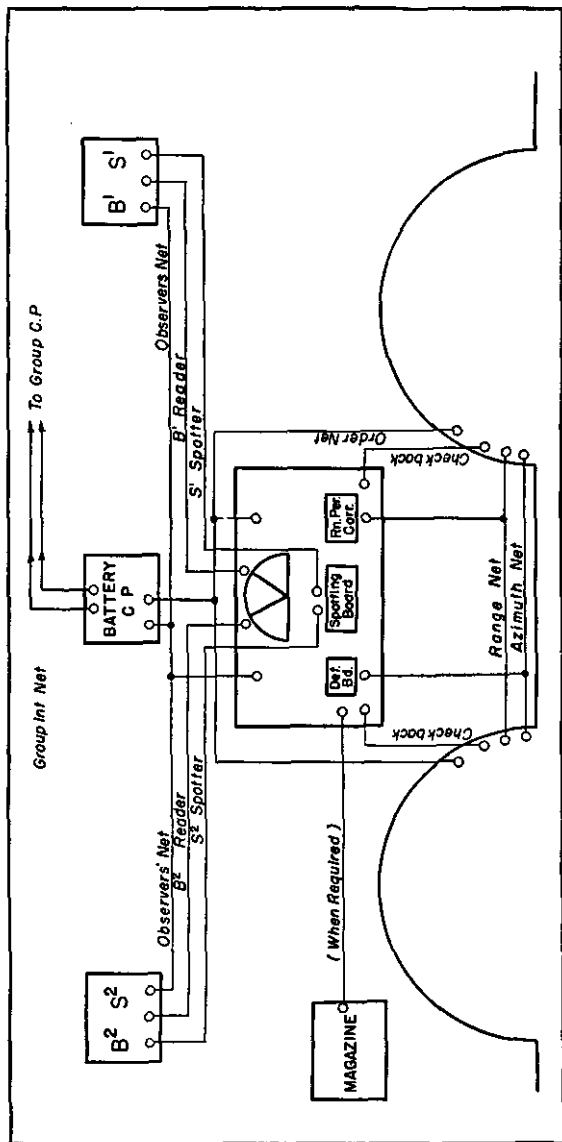 Group Int Net
To Group C.P
BATTERY
C P
B² S²
B¹ S¹
Observers' Net
B² Reader
S² Spotter
Observers Net
B¹ Reader
S¹ Spotter
Order Net
Check back
Def.
Bd.
Spotting
Board
Rn. Per.
Corr.
Check back
Range Net
Azimuth Net
(When Required)
MAGAZINE